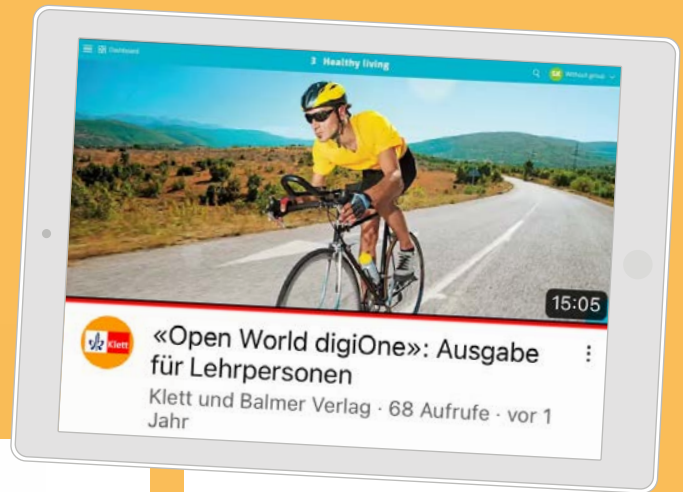 Dashboard
3 Healthy living
SR Without group
15:05
Klett
«Open World digiOne»: Ausgabe
für Lehrpersonen
Klett und Balmer Verlag · 68 Aufrufe · vor 1
Jahr